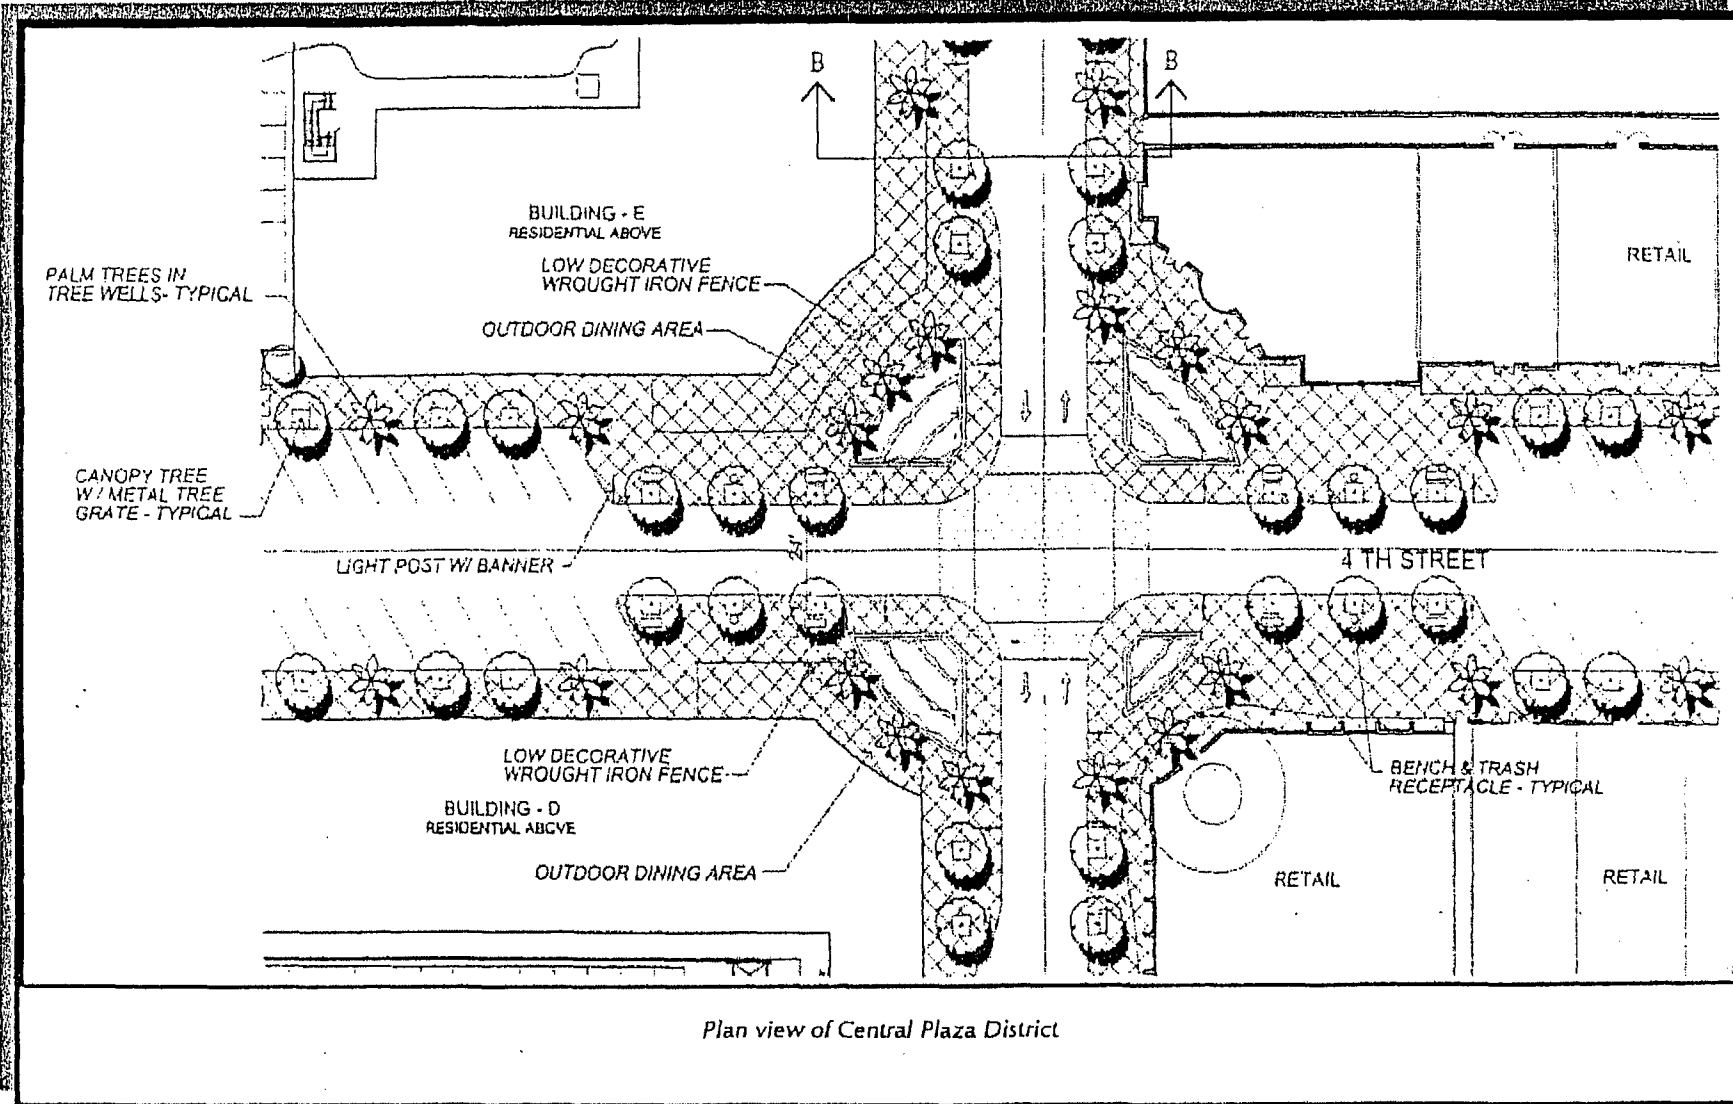 B
B
BUILDING - E
RESIDENTIAL ABOVE
RETAIL
PALM TREES IN
TREE WELLS- TYPICAL
LOW DECORATIVE
WROUGHT IRON FENCE
OUTDOOR DINING AREA
CANOPY TREE
W/ METAL TREE
GRATE - TYPICAL
LIGHT POST W/ BANNER
4 TH STREET
LOW DECORATIVE
WROUGHT IRON FENCE
BENCH & TRASH
RECEPTACLE - TYPICAL
BUILDING - D
RESIDENTIAL ABOVE
OUTDOOR DINING AREA
RETAIL
RETAIL
Plan view of Central Plaza District